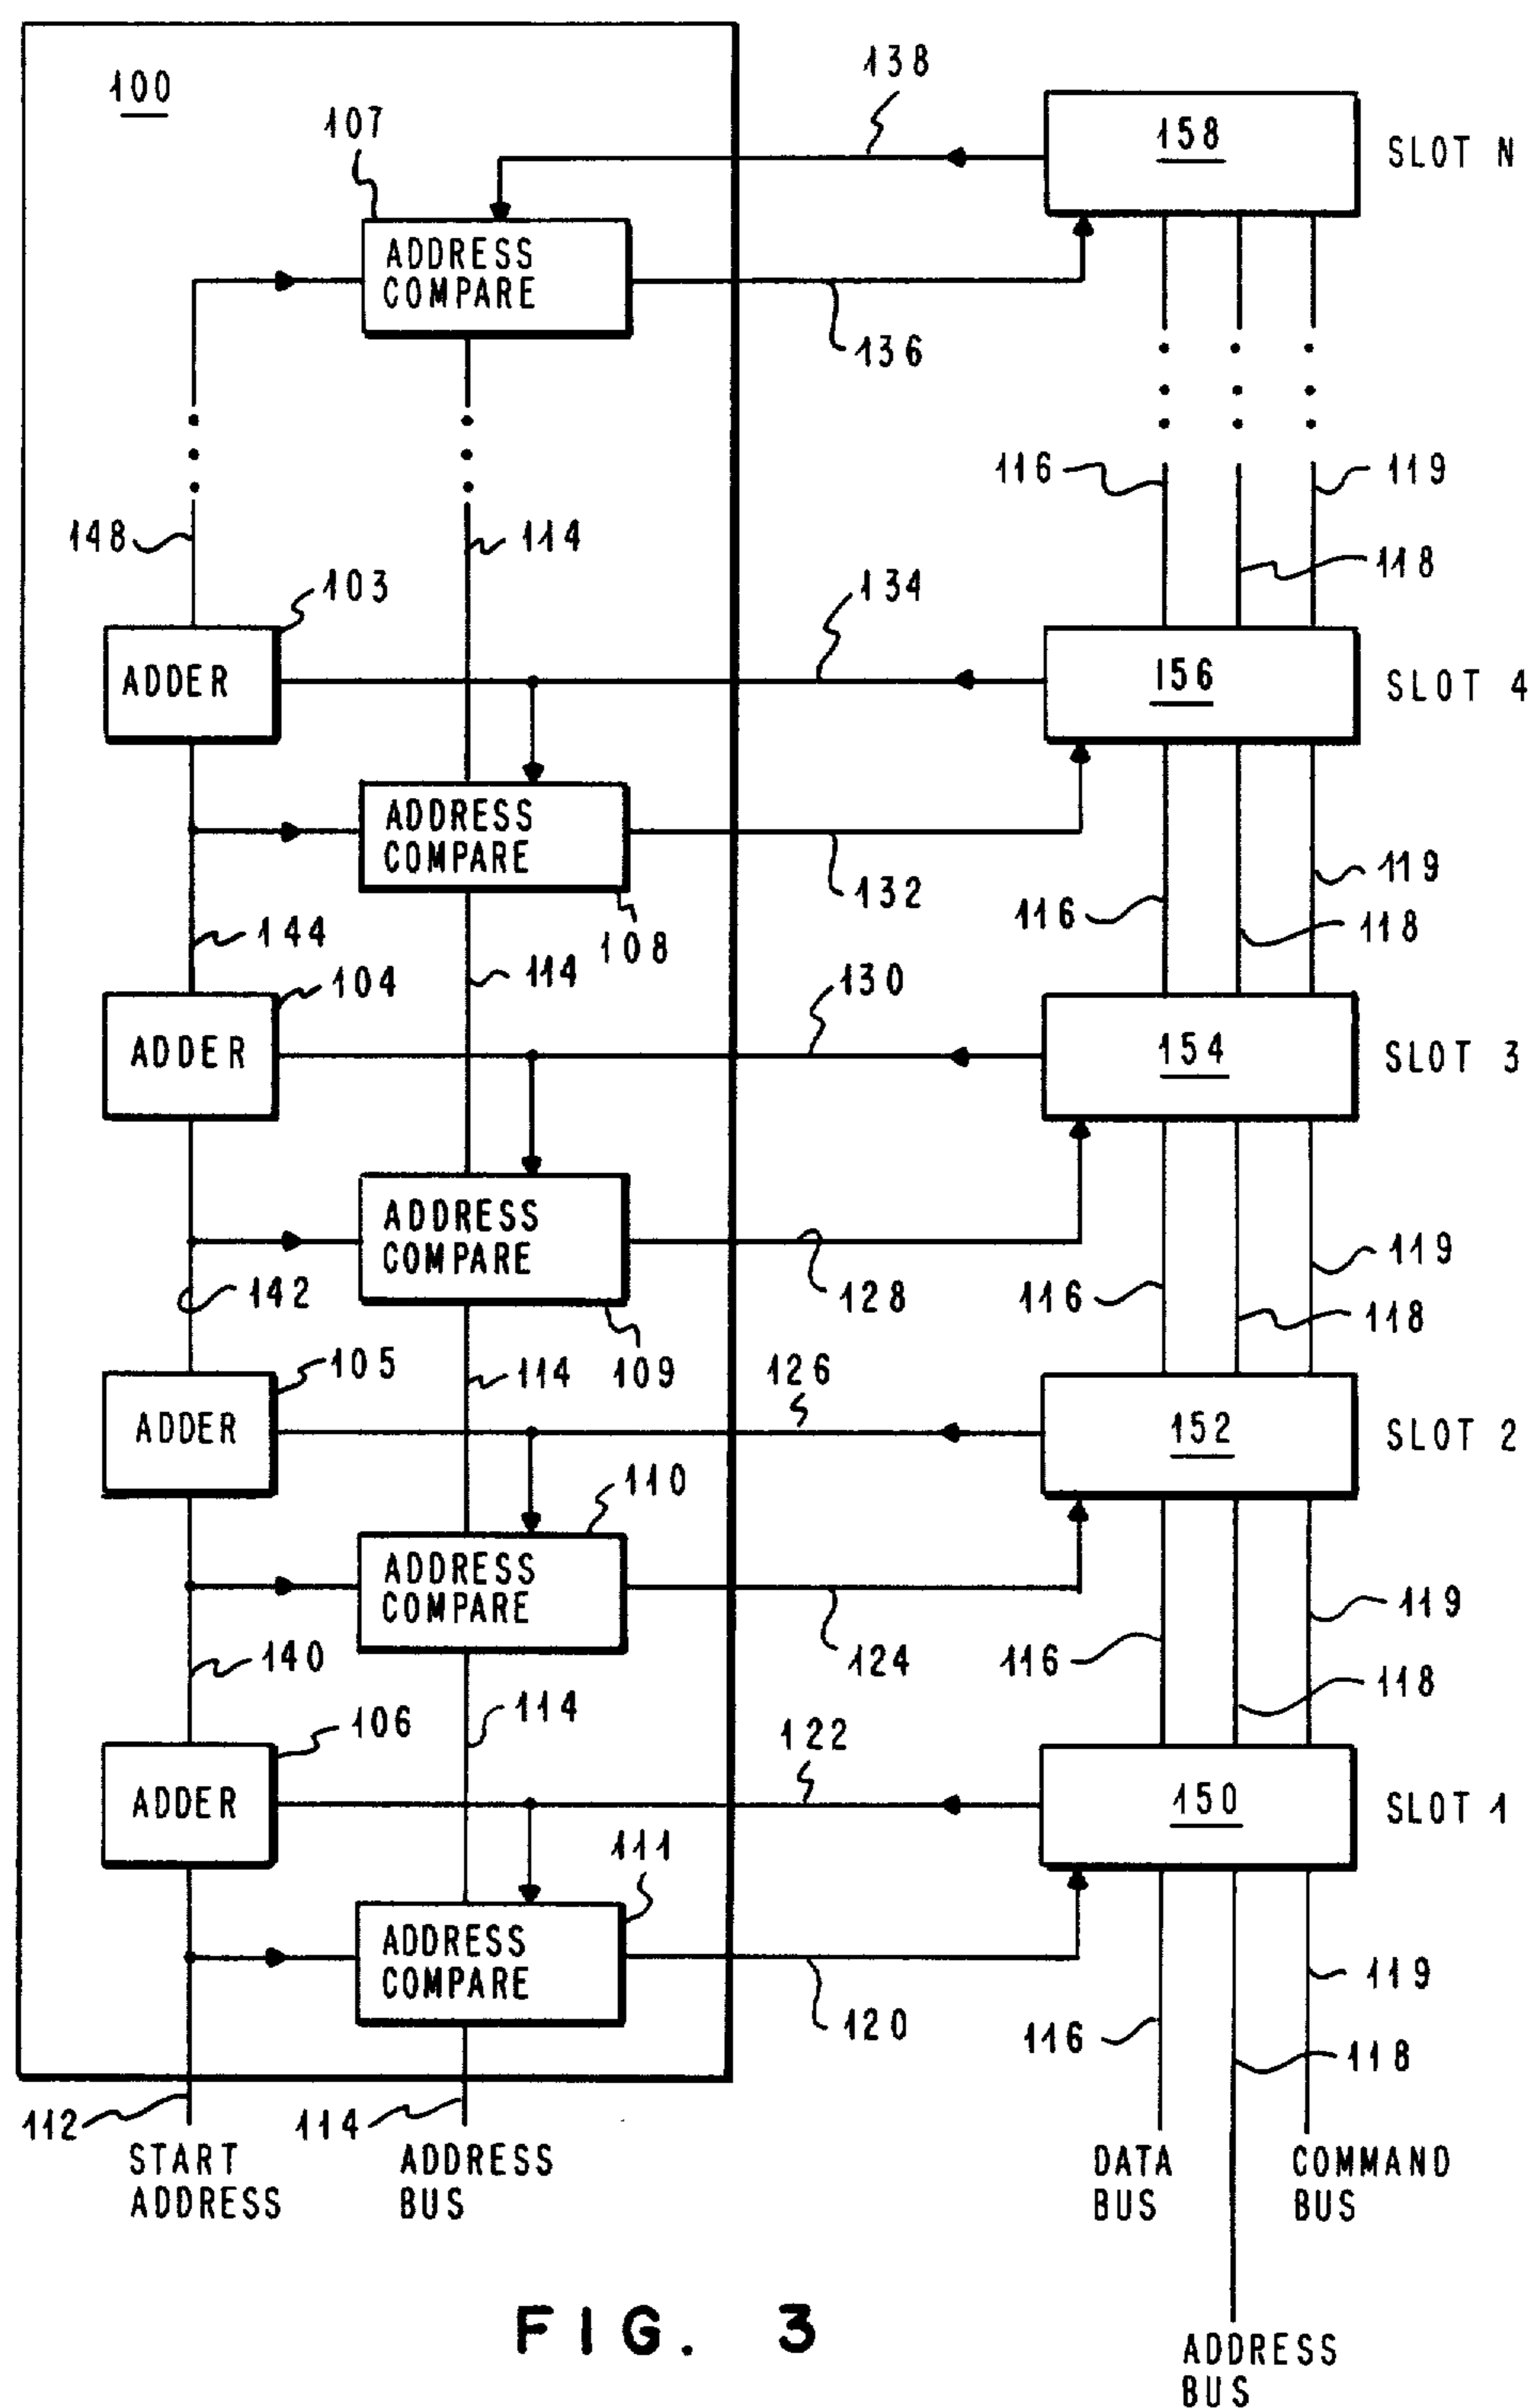 138
100
107
158
SLOT N
ADDRESS
COMPARE
136
116
119
148
114
118
103
134
ADDER
156
SLOT 4
ADDRESS
COMPARE
132
119
116
118
144
108
114
104
130
ADDER
154
SLOT 3
ADDRESS
COMPARE
119
142
128
116
118
105
114
109
126
ADDER
152
SLOT 2
110
ADDRESS
COMPARE
119
140
124
116
118
114
106
122
ADDER
150
SLOT 1
111
ADDRESS
COMPARE
119
120
116
118
112
114
START
ADDRESS
ADDRESS
BUS
DATA
BUS
COMMAND
BUS
FIG. 3
ADDRESS
BUS